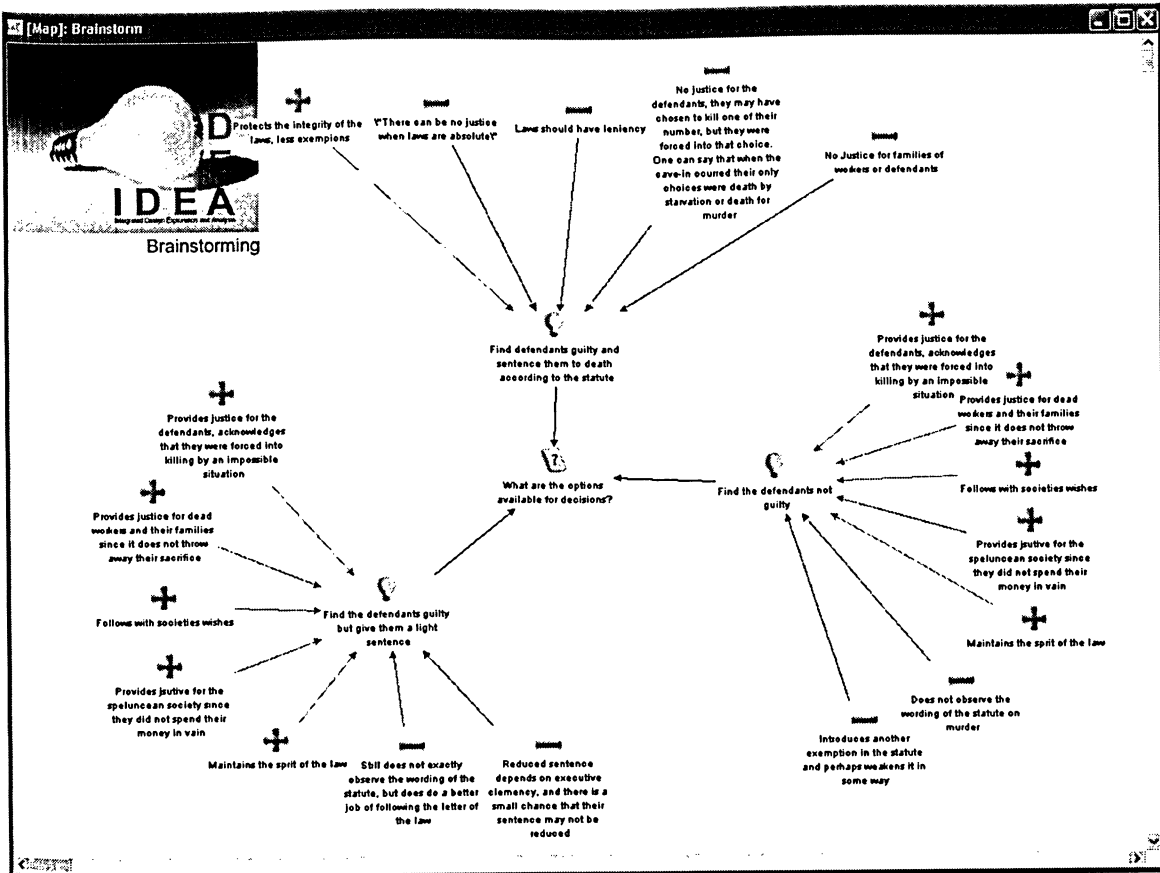 [Map]: Brainstorm
IDEA
Integrated Design Exploration and Analysis
Brainstorming
Protects the integrity of the
laws, less exempions
\"There can be no justice
when laws are absolute\"
Laws should have leniency
No justice for the
defendants, they may have
chosen to kill one of their
number, but they were
forced into that choice.
One can say that when the
cave-in ocurred their only
choices were death by
starvation or death for
murder
No Justice for families of
workers or defendants
Find defendants guilty and
sentence them to death
according to the statute
What are the options
available for decisions?
Provides justice for the
defendants, acknowledges
that they were forced into
killing by an impossible
situation
Provides justice for dead
workers and their families
since it does not throw
away their sacrifice
Follows with societies wishes
Provides jsutive for the
speluncean society since
they did not spend their
money in vain
Maintains the sprit of the law
Still does not exactly
observe the wording of the
statute, but does do a better
job of following the letter of
the law
Reduced sentence
depends on executive
clemency, and there is a
small chance that their
sentence may not be
reduced
Find the defendants guilty
but give them a light
sentence
Provides justice for the
defendants, acknowledges
that they were forced into
killing by an impossible
situation
Provides justice for dead
workers and their families
since it does not throw
away their sacrifice
Find the defendants not
guilty
Follows with societies wishes
Provides jsutive for the
speluncean society since
they did not spend their
money in vain
Maintains the sprit of the law
Does not observe the
wording of the statute on
murder
Introduces another
exemption in the statute
and perhaps weakens it in
some way